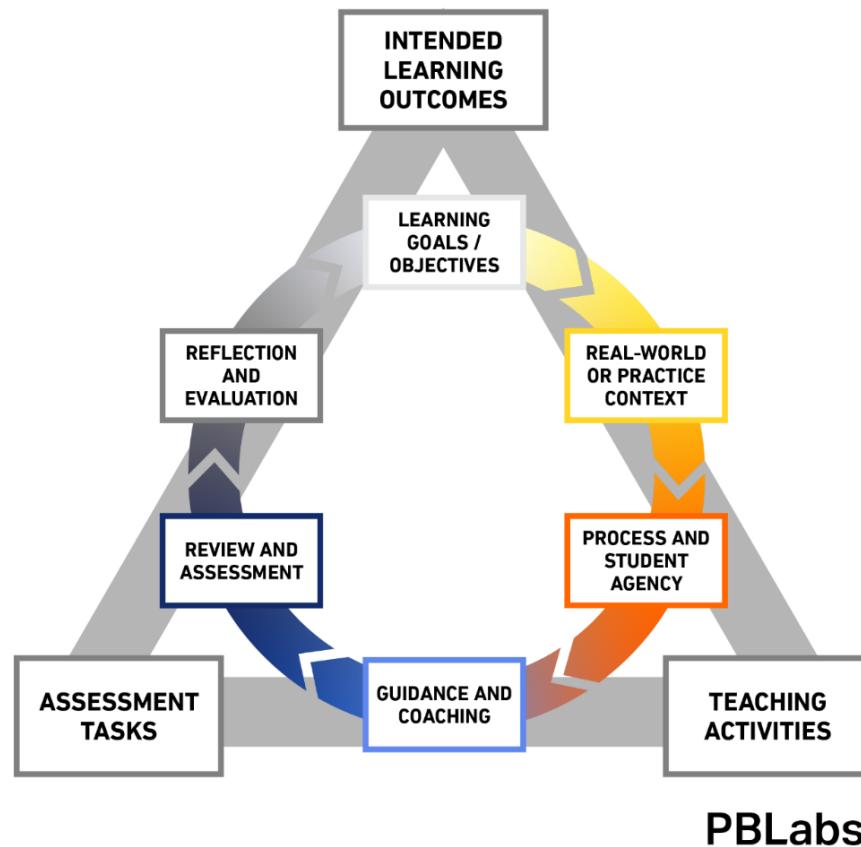 INTENDED
LEARNING
OUTCOMES
LEARNING
GOALS /
OBJECTIVES
REAL-WORLD
OR PRACTICE
CONTEXT
PROCESS AND
STUDENT
AGENCY
TEACHING
ACTIVITIES
GUIDANCE AND
COACHING
ASSESSMENT
TASKS
REVIEW AND
ASSESSMENT
REFLECTION
AND
EVALUATION
PBLabs